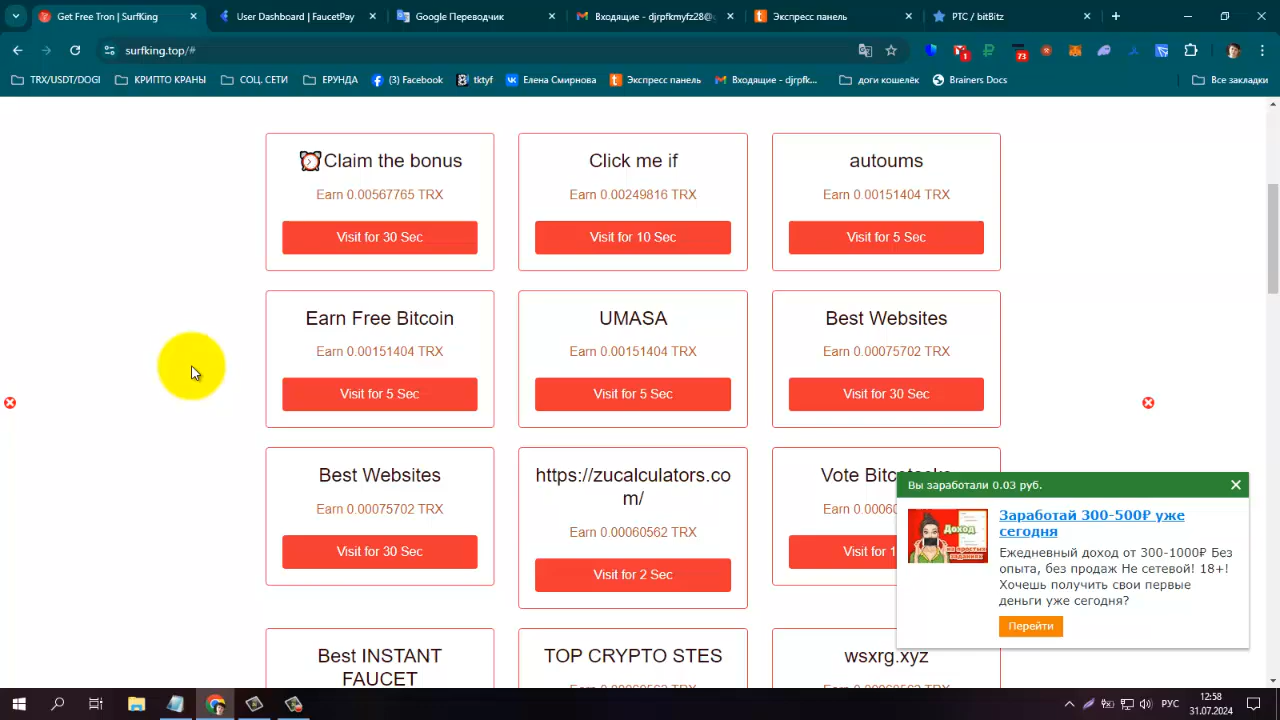 Get Free Tron | SurfKing
User Dashboard | FaucetPay
Google Переводчик
Входящие - djrpfkmyfz28@
Экспресс панель
PTC / bitBitz
surfking.top/#
1
73
TRX/USDT/DOGI
КРИПТО КРАНЫ
СОЦ. СЕТИ
ЕРУНДА
(3) Facebook
tktyf
Елена Смирнова
Экспресс панель
Входящие - djrpfk...
доги кошелёк
Brainers Docs
Все закладки
Claim the bonus
Earn 0.00567765 TRX
Visit for 30 Sec
Click me if
Earn 0.00249816 TRX
Visit for 10 Sec
autoums
Earn 0.00151404 TRX
Visit for 5 Sec
Earn Free Bitcoin
Earn 0.00151404 TRX
Visit for 5 Sec
UMASA
Earn 0.00151404 TRX
Visit for 5 Sec
Best Websites
Earn 0.00075702 TRX
Visit for 30 Sec
Best Websites
Earn 0.00075702 TRX
Visit for 30 Sec
https://zucalculators.co
m/
Earn 0.00060562 TRX
Visit for 2 Sec
Vote
Earn
Visit for
Вы заработали 0.03 руб.
Доход
Заработай 300-500₽ уже
сегодня
Ежедневный доход от 300-1000₽ Без
опыта, без продаж Не сетевой! 18+!
Хочешь получить свои первые
деньги уже сегодня?
Перейти
Best INSTANT
FAUCET
TOP CRYPTO STES
wsxrg.xyz
РУС
12:58
31.07.2024